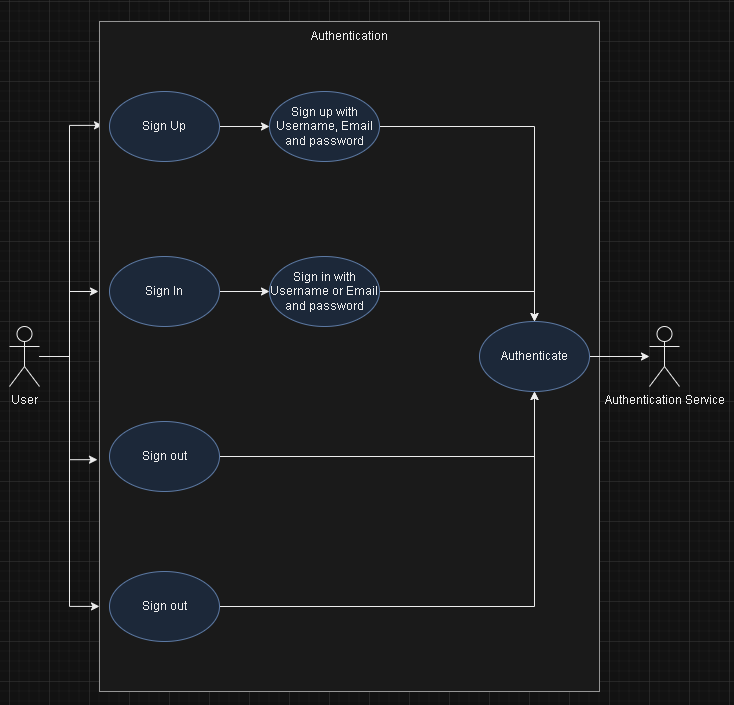 Authentication
Sign Up
Sign up with
Username, Email
and password
Sign In
Sign in with
Username or Email
and password
Authenticate
User
Authentication Service
Sign out
Sign out